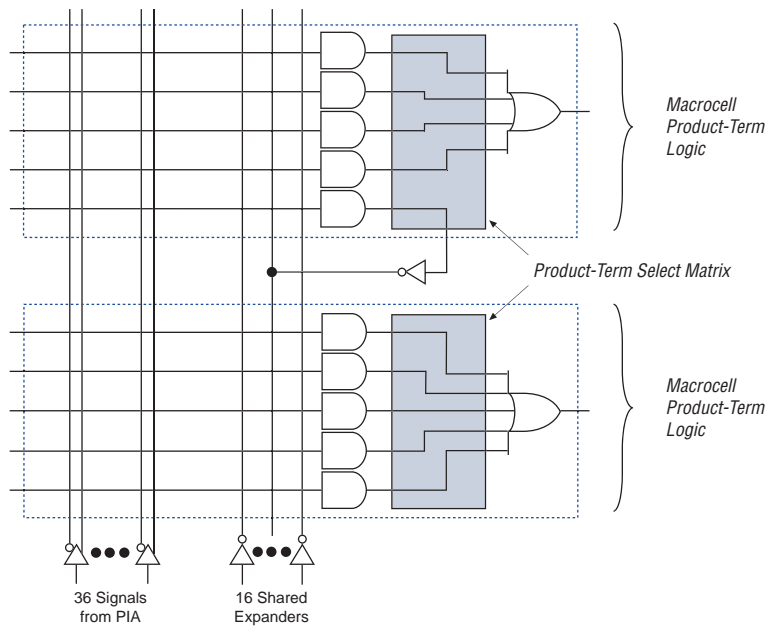 Macrocell
Product-Term
Logic
Product-Term Select Matrix
Macrocell
Product-Term
Logic
36 Signals
from PIA
16 Shared
Expanders